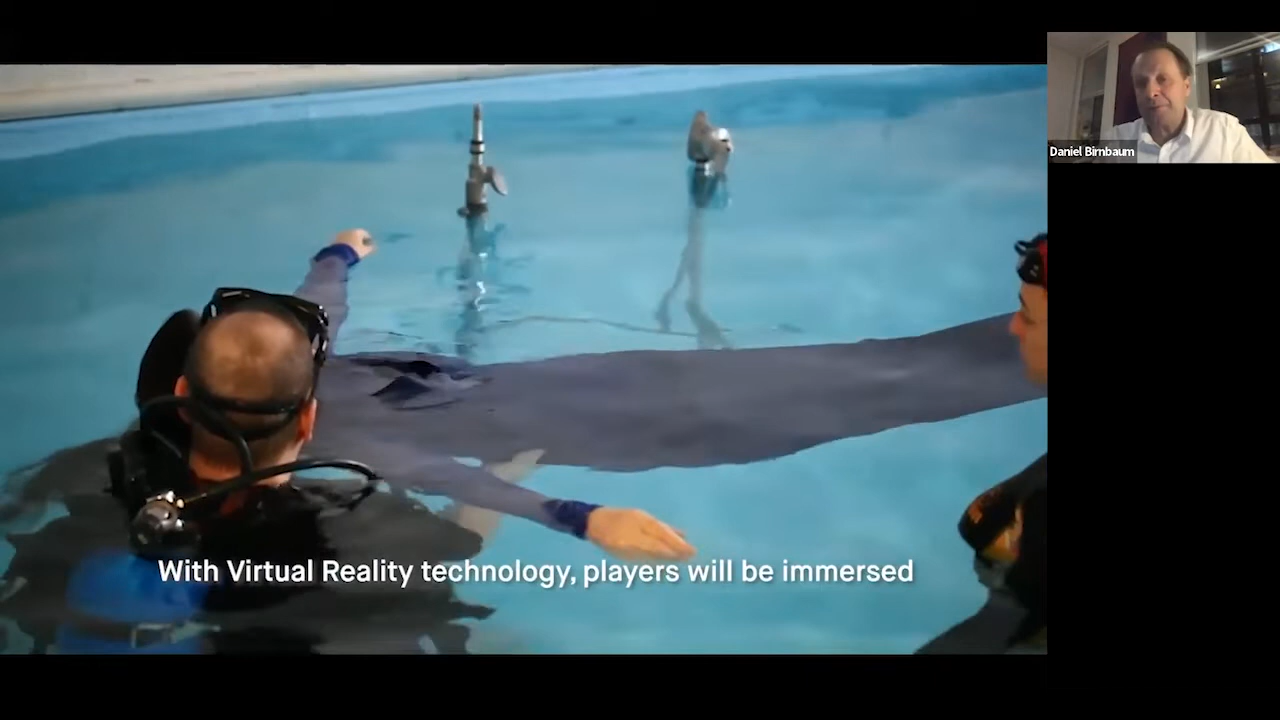 Daniel Birnbaum
With Virtual Reality technology, players will be immersed